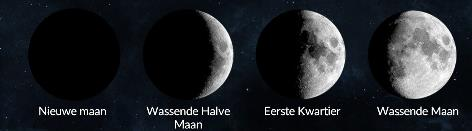 Nieuwe maan
Wassende Halve
Maan
Eerste Kwartier
Wassende Maan